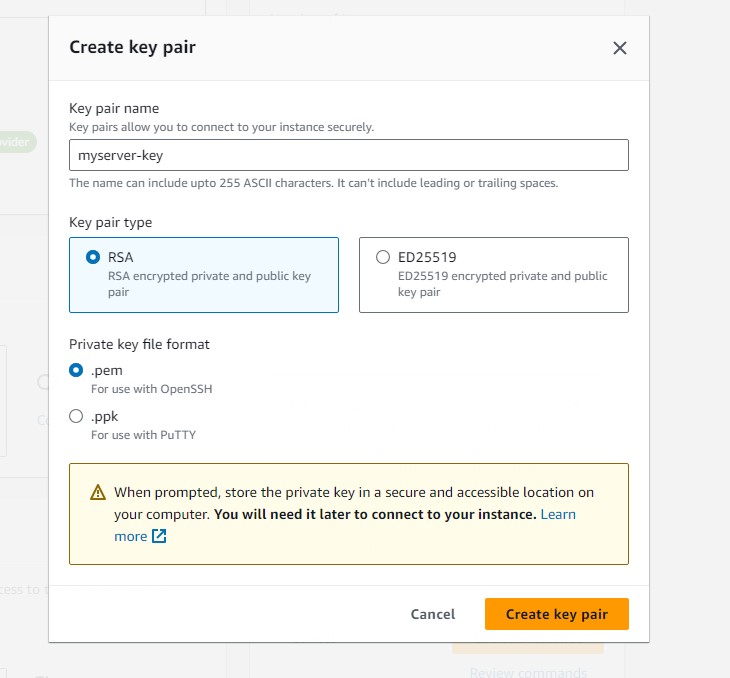 Create key pair
Key pair name
Key pairs allow you to connect to your instance securely.
myserver-key
The name can include upto 255 ASCII characters. It can't include leading or trailing spaces.
Key pair type
RSA
RSA encrypted private and public key
pair
ED25519
ED25519 encrypted private and public
key pair
Private key file format
.pem
For use with OpenSSH
.ppk
For use with PuTTY
When prompted, store the private key in a secure and accessible location on
your computer. You will need it later to connect to your instance. Learn
more
Cancel
Create key pair
Review commands